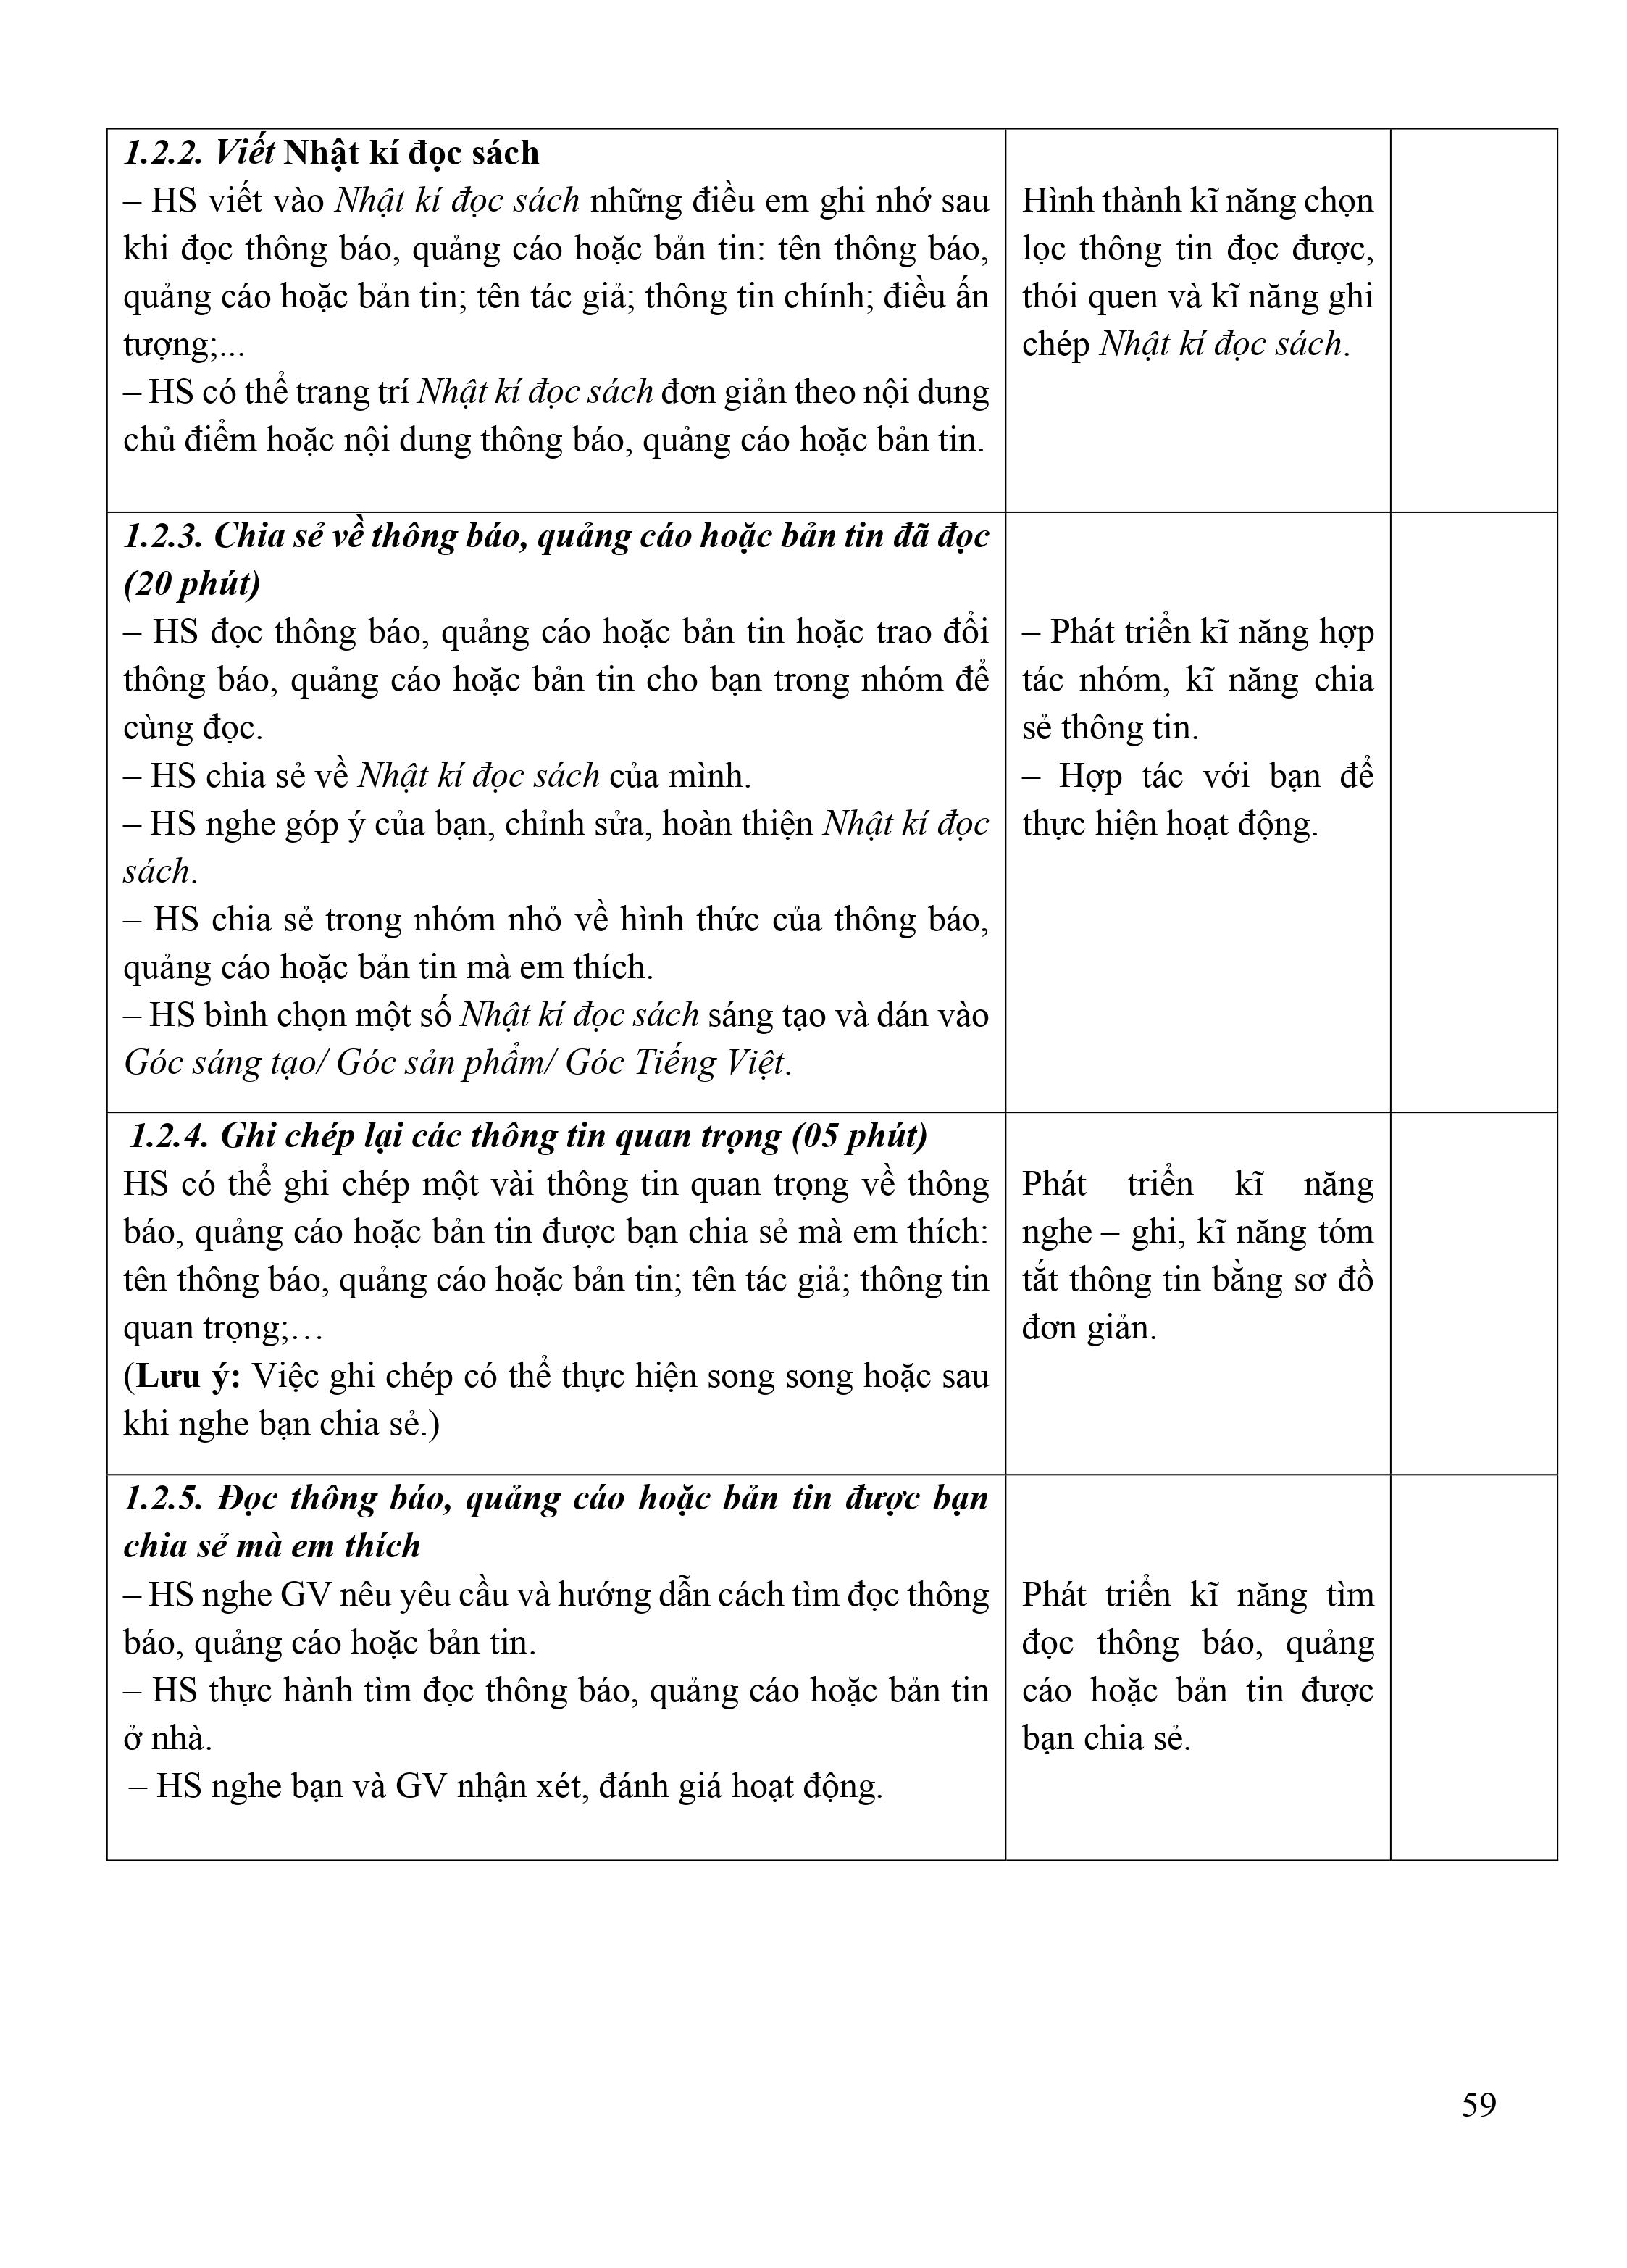 1.2.2. Viết Nhật kí đọc sách
– HS viết vào Nhật kí đọc sách những điều em ghi nhớ sau
khi đọc thông báo, quảng cáo hoặc bản tin: tên thông báo,
quảng cáo hoặc bản tin; tên tác giả; thông tin chính; điều ấn
tượng;...
– HS có thể trang trí Nhật kí đọc sách đơn giản theo nội dung
chủ điểm hoặc nội dung thông báo, quảng cáo hoặc bản tin.
Hình thành kĩ năng chọn
lọc thông tin đọc được,
thói quen và kĩ năng ghi
chép Nhật kí đọc sách.
1.2.3. Chia sẻ về thông báo, quảng cáo hoặc bản tin đã đọc
(20 phút)
– HS đọc thông báo, quảng cáo hoặc bản tin hoặc trao đổi
thông báo, quảng cáo hoặc bản tin cho bạn trong nhóm để
cùng đọc.
– HS chia sẻ về Nhật kí đọc sách của mình.
– HS nghe góp ý của bạn, chỉnh sửa, hoàn thiện Nhật kí đọc
sách.
– HS chia sẻ trong nhóm nhỏ về hình thức của thông báo,
quảng cáo hoặc bản tin mà em thích.
– HS bình chọn một số Nhật kí đọc sách sáng tạo và dán vào
Góc sáng tạo/ Góc sản phẩm/ Góc Tiếng Việt.
– Phát triển kĩ năng hợp
tác nhóm, kĩ năng chia
sẻ thông tin.
– Hợp tác với bạn để
thực hiện hoạt động.
1.2.4. Ghi chép lại các thông tin quan trọng (05 phút)
HS có thể ghi chép một vài thông tin quan trọng về thông
báo, quảng cáo hoặc bản tin được bạn chia sẻ mà em thích:
tên thông báo, quảng cáo hoặc bản tin; tên tác giả; thông tin
quan trọng;…
(Lưu ý: Việc ghi chép có thể thực hiện song song hoặc sau
khi nghe bạn chia sẻ.)
Phát triển kĩ năng
nghe – ghi, kĩ năng tóm
tắt thông tin bằng sơ đồ
đơn giản.
1.2.5. Đọc thông báo, quảng cáo hoặc bản tin được bạn
chia sẻ mà em thích
– HS nghe GV nêu yêu cầu và hướng dẫn cách tìm đọc thông
báo, quảng cáo hoặc bản tin.
– HS thực hành tìm đọc thông báo, quảng cáo hoặc bản tin
ở nhà.
– HS nghe bạn và GV nhận xét, đánh giá hoạt động.
Phát triển kĩ năng tìm
đọc thông báo, quảng
cáo hoặc bản tin được
bạn chia sẻ.
59